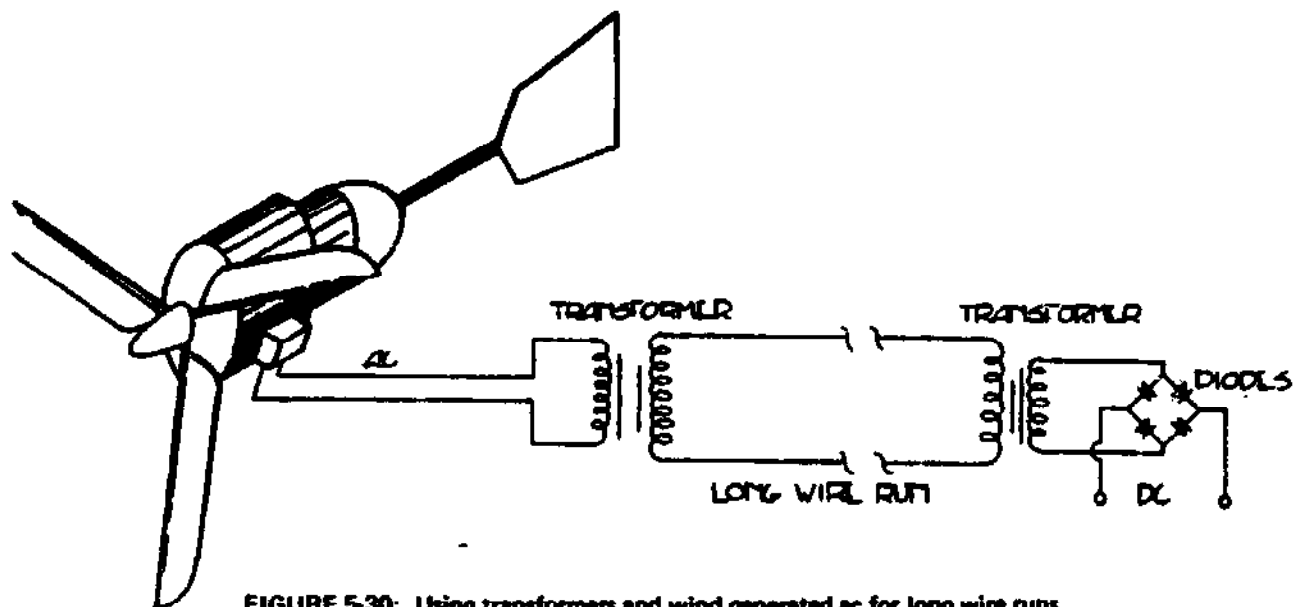 TRANSFORMER
TRANSFORMER
AC
DIODES
LONG WIRE RUN
DC
FIGURE 5-30: Using transformers and wind generated ac for long wire runs